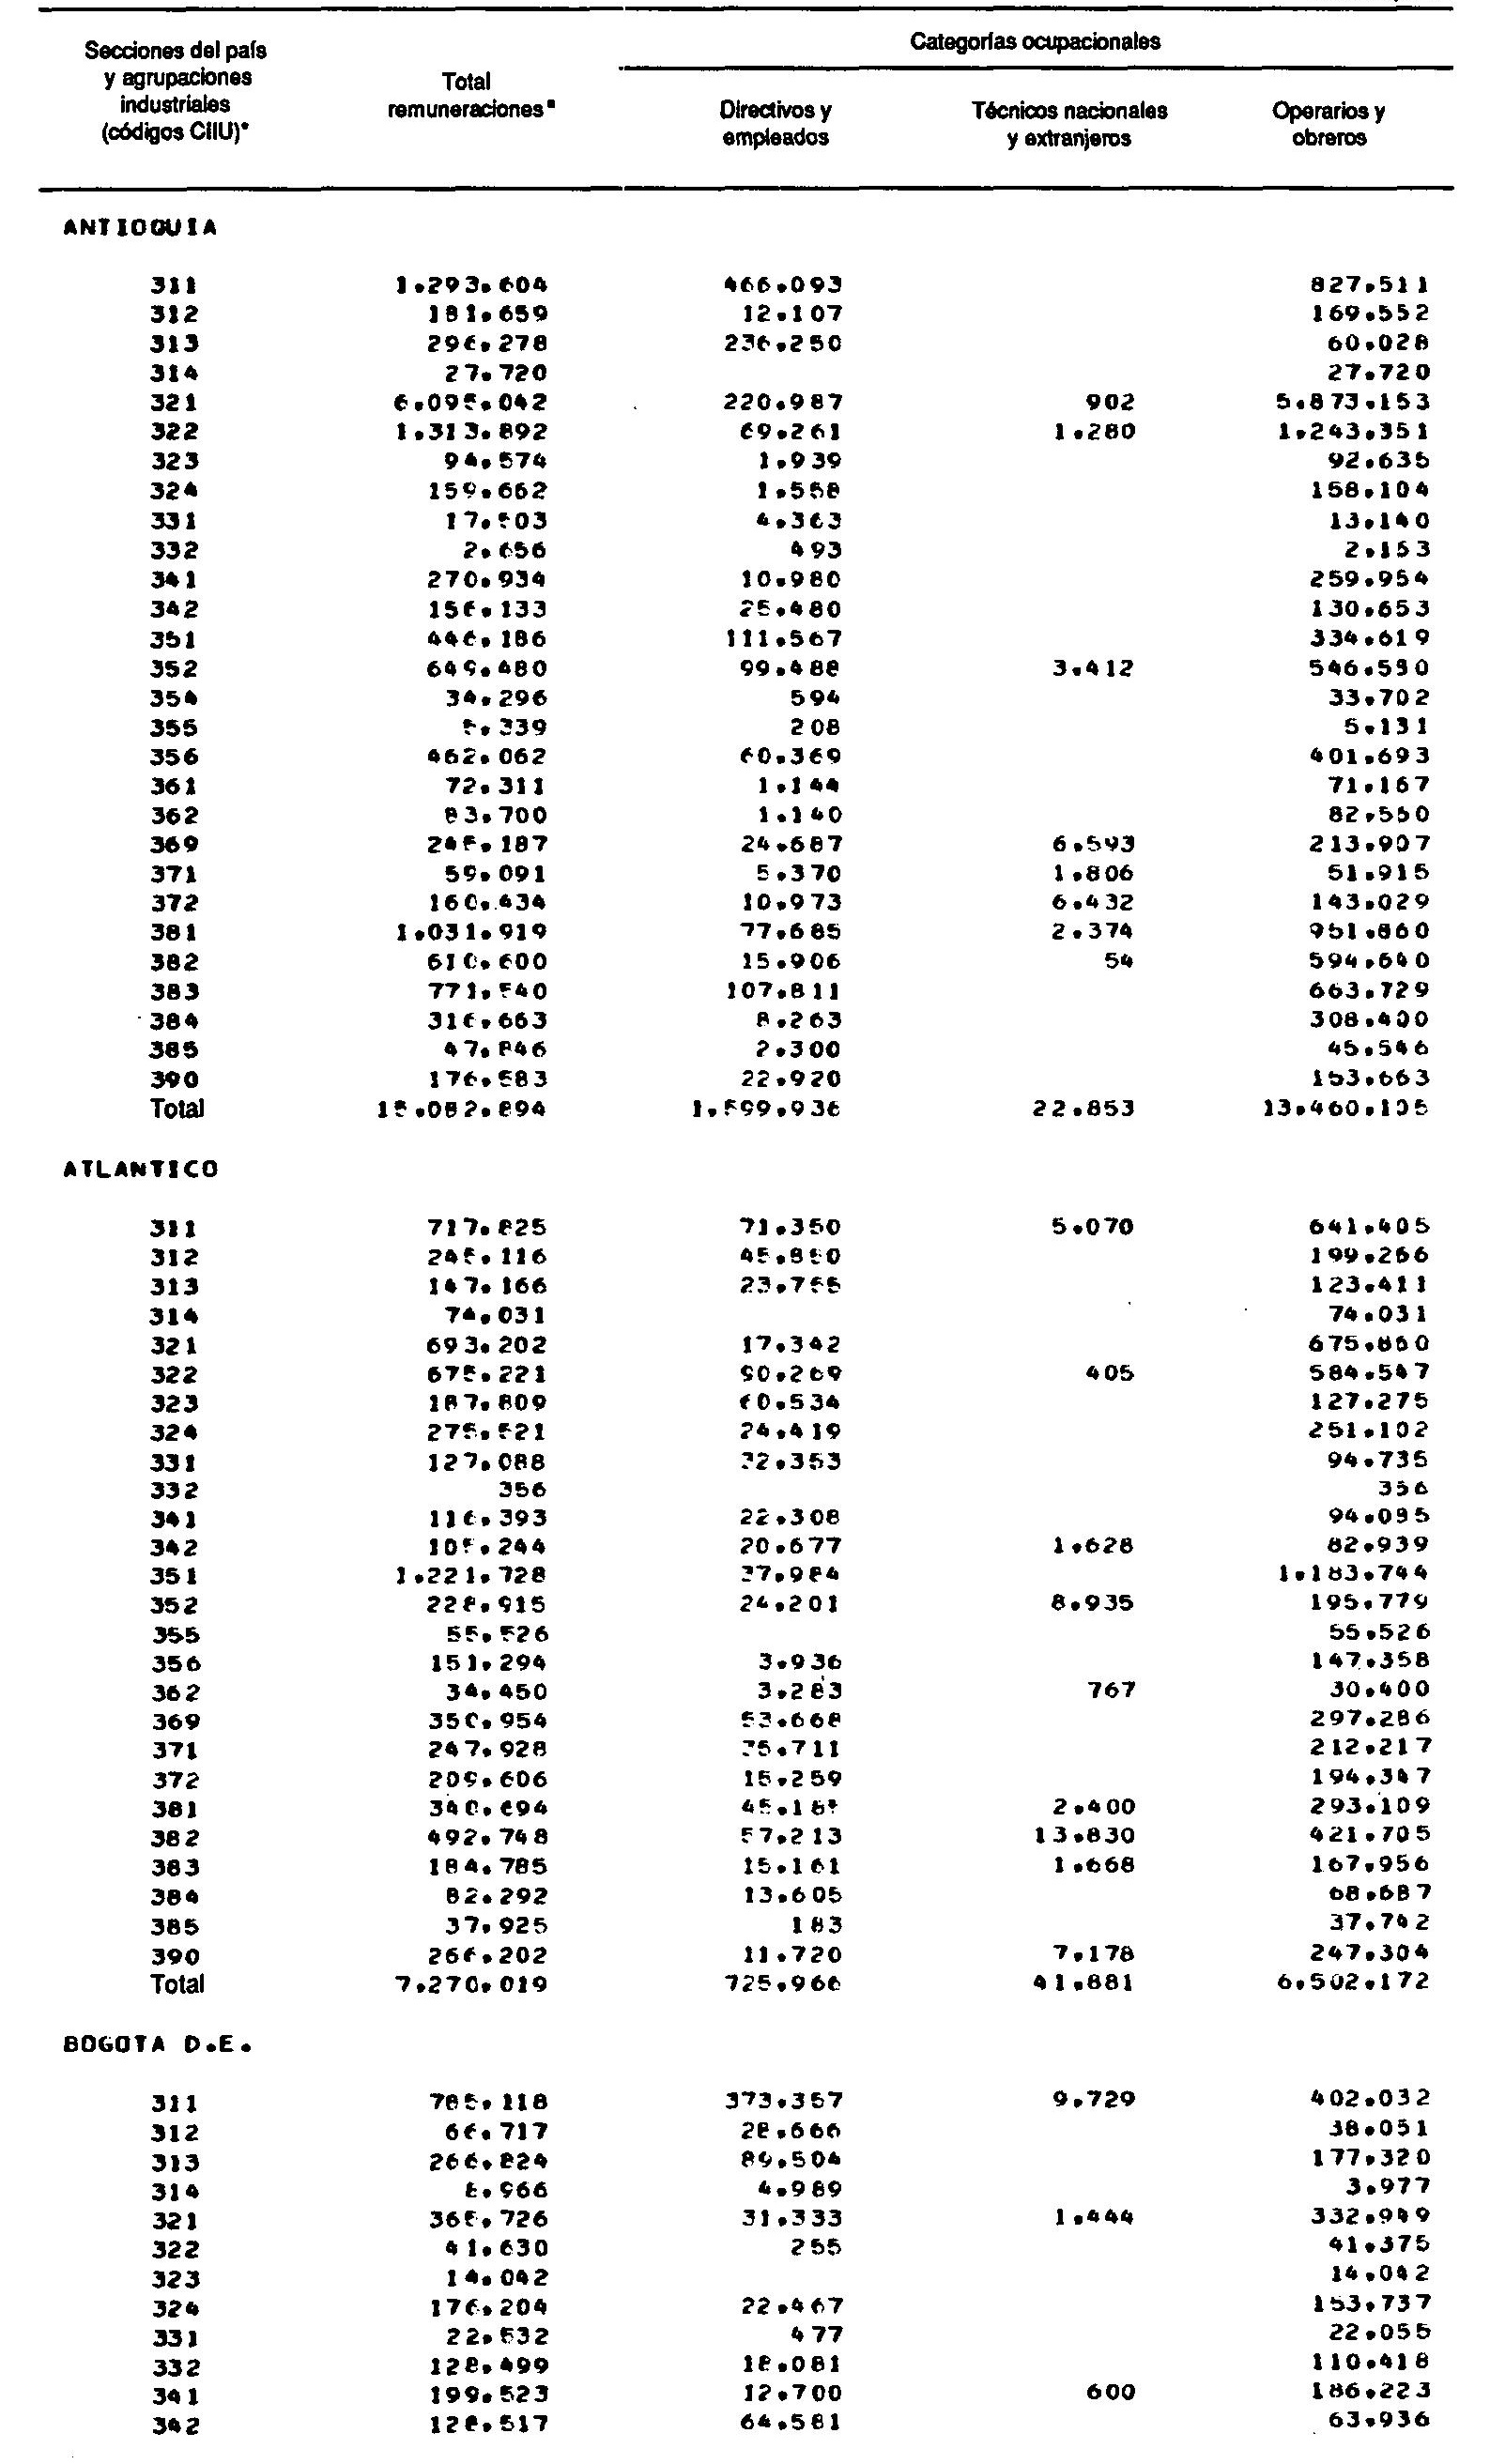 Categorías ocupacionales
Secciones del país
y agrupaciones
industriales
(códigos CIIU)*
Total
remuneraciones■
Directivos y
empleados
Técnicos nacionales
y extranjeros
Operarios y
obreros
ANTIOQUIA
311 1.293.604 466.093 827.511
312 181.659 12.107 169.552
313 296.278 236.250 60.028
314 27.720 27.720
321 6.095.042 220.987 902 5.873.153
322 1.313.892 69.261 1.280 1.243.351
323 94.574 1.939 92.635
324 159.662 1.558 158.104
331 17.503 4.363 13.140
332 2.656 493 2.163
341 270.934 10.980 259.954
342 156.133 25.480 130.653
351 446.186 111.567 334.619
352 649.480 99.488 3.412 546.580
354 34.296 594 33.702
355 5.339 208 5.131
356 462.062 60.369 401.693
361 72.311 1.144 71.167
362 83.700 1.140 82.560
369 245.187 24.687 6.593 213.907
371 59.091 5.370 1.806 51.915
372 160.434 10.973 6.432 143.029
381 1.031.919 77.685 2.374 951.860
382 610.600 15.906 54 594.640
383 771.540 107.811 663.729
384 316.663 8.263 308.400
385 47.846 2.300 45.546
390 176.583 22.920 153.663
Total 15.082.894 1.599.936 22.853 13.460.105
ATLANTICO
311 717.825 71.350 5.070 641.405
312 245.116 45.850 199.266
313 147.166 23.755 123.411
314 74.031 74.031
321 693.202 17.342 675.860
322 675.221 90.269 405 584.547
323 187.809 60.534 127.275
324 275.521 24.419 251.102
331 127.088 32.353 94.735
332 356 356
341 116.393 22.308 94.085
342 105.244 20.677 1.628 82.939
351 1.221.728 37.984 1.183.744
352 228.915 24.201 8.935 195.779
355 55.526 55.526
356 151.294 3.936 147.358
362 34.450 3.283 767 30.400
369 350.954 53.668 297.286
371 247.928 35.711 212.217
372 209.606 15.259 194.347
381 340.694 45.185 2.400 293.109
382 492.748 57.213 13.830 421.705
383 184.785 15.161 1.668 167.956
384 82.292 13.605 68.687
385 37.925 183 37.742
390 266.202 11.720 7.178 247.304
Total 7.270.019 725.966 41.881 6.502.172
BOGOTA D.E.
311 785.118 373.357 9.729 402.032
312 66.717 28.666 38.051
313 266.824 89.504 177.320
314 8.966 4.989 3.977
321 365.726 31.333 1.444 332.949
322 41.630 255 41.375
323 14.042 14.042
324 176.204 22.467 153.737
331 22.532 477 22.055
332 128.499 18.081 110.418
341 199.523 12.700 600 186.223
342 128.517 64.581 63.936